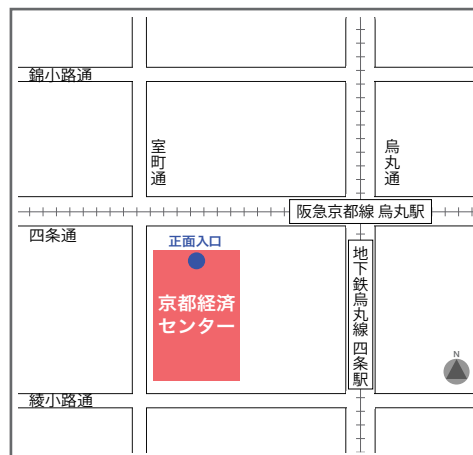 錦小路通
室町通
烏丸通
阪急京都線 烏丸駅
四条通
正面入口
京都経済
センター
地下鉄烏丸線 四条駅
N
綾小路通